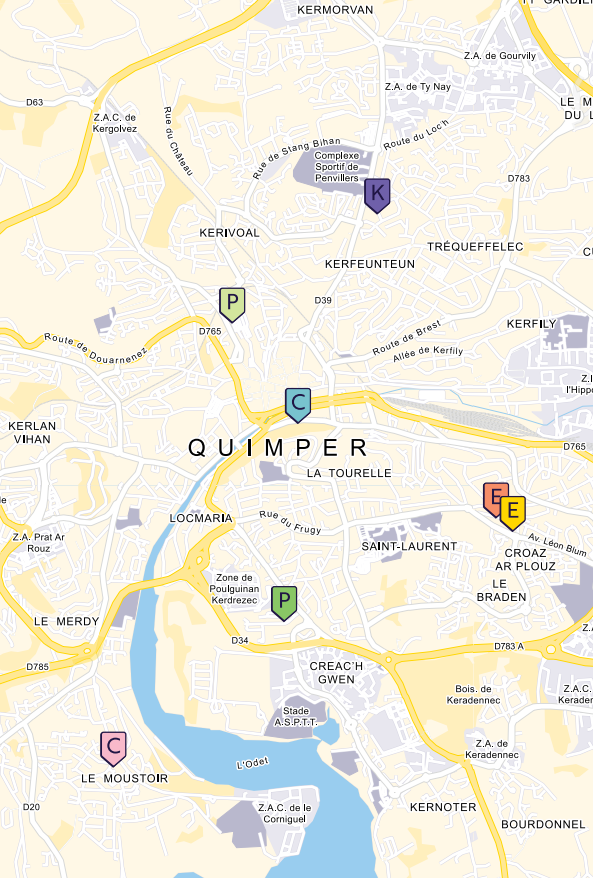 KERMORVAN
Z.A. de Gourvily
Z.A. de Ty Nay
D63
Z.A.C. de
Kergolvez
Rue du Château
Rue de Stang Bihan
Route du Loc'h
Complexe
Sportif de
Penvillers
K
D783
KERIVOAL
TRÉQUEFFELEC
KERFEUNTEUN
P
D39
D765
Route de Douarnenez
Route de Brest
Allée de Kerfily
KERFILY
C
KERLAN
VIHAN
QUIMPER
D765
LA TOURELLE
E
E
LOCMARIA
Rue du Frugy
SAINT-LAURENT
Av. Léon Blum
Z.A. Prat Ar
Rouz
CROAZ
AR PLOUZ
Zone de
Poulguinan
Kerdrezec
P
LE
BRADEN
LE MERDY
D34
D783 A
D785
CREAC'H
GWEN
Bois. de
Keradennec
Stade
A.S.P.T.T.
C
LE MOUSTOIR
L'Odet
Z.A. de
Keradennec
D20
Z.A.C. de le
Corniguel
KERNOTER
BOURDONNEL